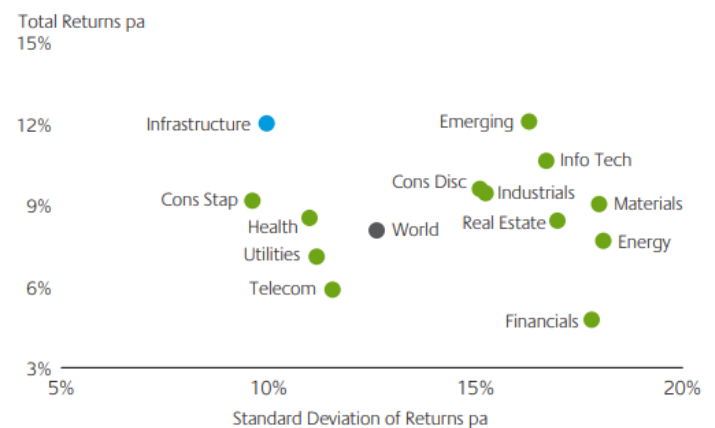 Total Returns pa
15%
12%
Infrastructure
Emerging
Info Tech
Cons Disc
Industrials
Cons Stap
9%
Materials
Health
World
Real Estate
Energy
Utilities
6%
Telecom
Financials
3%
5%
10%
15%
20%
Standard Deviation of Returns pa